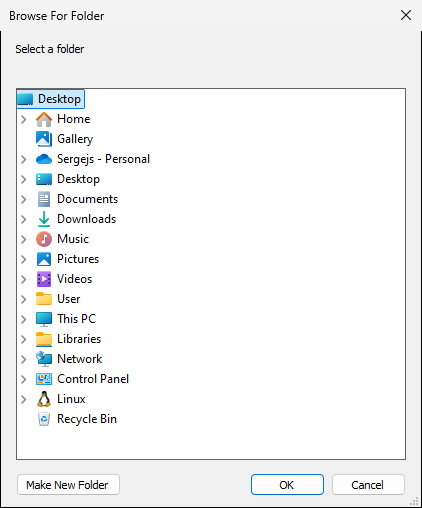 Browse For Folder
Select a folder
Desktop
Home
Gallery
Sergejs - Personal
Desktop
Documents
Downloads
Music
Pictures
Videos
User
This PC
Libraries
Network
Control Panel
Linux
Recycle Bin
Make New Folder
OK
Cancel